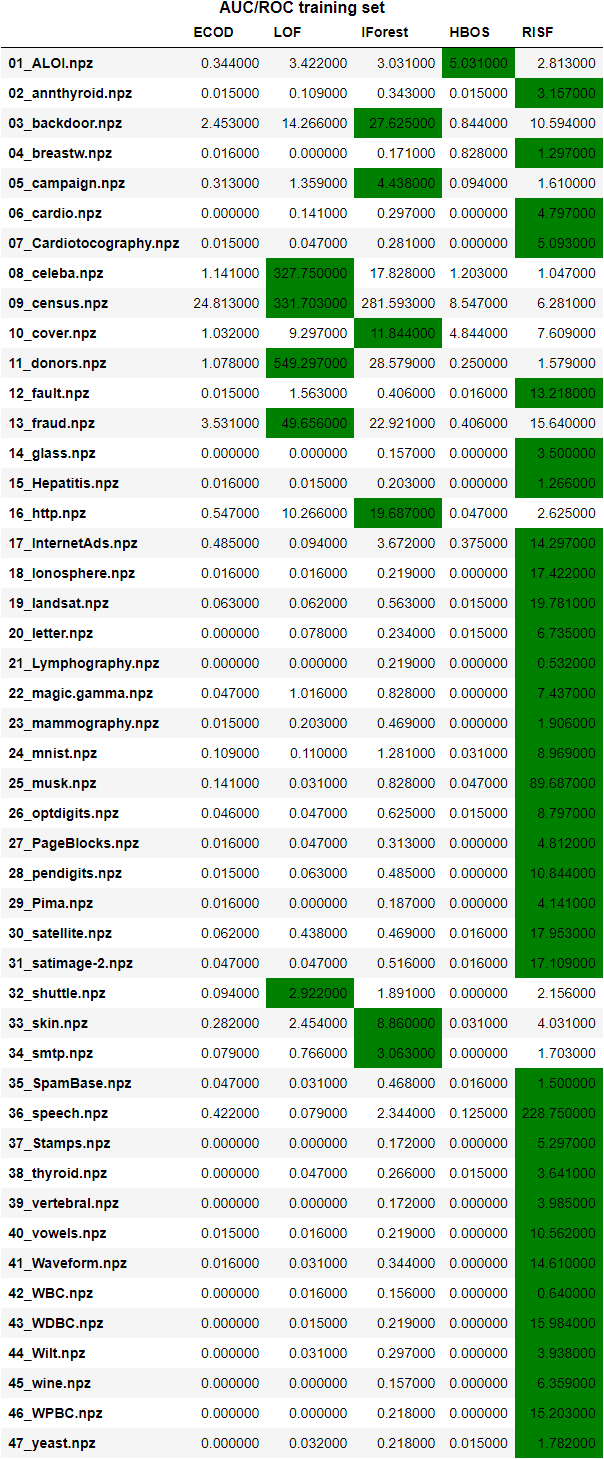 AUC/ROC training set
ECOD LOF IForest HBOS RISF
01_ALOI.npz 0.344000 3.422000 3.031000 5.031000 2.813000
02_annthyroid.npz 0.015000 0.109000 0.343000 0.015000 3.157000
03_backdoor.npz 2.453000 14.266000 27.625000 0.844000 10.594000
04_breastw.npz 0.016000 0.000000 0.171000 0.828000 1.297000
05_campaign.npz 0.313000 1.359000 4.438000 0.094000 1.610000
06_cardio.npz 0.000000 0.141000 0.297000 0.000000 4.797000
07_Cardiotocography.npz 0.015000 0.047000 0.281000 0.000000 5.093000
08_celeba.npz 1.141000 327.750000 17.828000 1.203000 1.047000
09_census.npz 24.813000 331.703000 281.593000 8.547000 6.281000
10_cover.npz 1.032000 9.297000 11.844000 4.844000 7.609000
11_donors.npz 1.078000 549.297000 28.579000 0.250000 1.579000
12_fault.npz 0.015000 1.563000 0.406000 0.016000 13.218000
13_fraud.npz 3.531000 49.656000 22.921000 0.406000 15.640000
14_glass.npz 0.000000 0.000000 0.157000 0.000000 3.500000
15_Hepatitis.npz 0.016000 0.015000 0.203000 0.000000 1.266000
16_http.npz 0.547000 10.266000 19.687000 0.047000 2.625000
17_InternetAds.npz 0.485000 0.094000 3.672000 0.375000 14.297000
18_Ionosphere.npz 0.016000 0.016000 0.219000 0.000000 17.422000
19_landsat.npz 0.063000 0.062000 0.563000 0.015000 19.781000
20_letter.npz 0.000000 0.078000 0.234000 0.015000 6.735000
21_Lymphography.npz 0.000000 0.000000 0.219000 0.000000 0.532000
22_magic.gamma.npz 0.047000 1.016000 0.828000 0.000000 7.437000
23_mammography.npz 0.015000 0.203000 0.469000 0.000000 1.906000
24_mnist.npz 0.109000 0.110000 1.281000 0.031000 8.969000
25_musk.npz 0.141000 0.031000 0.828000 0.047000 89.687000
26_optdigits.npz 0.046000 0.047000 0.625000 0.015000 8.797000
27_PageBlocks.npz 0.016000 0.047000 0.313000 0.000000 4.812000
28_pendigits.npz 0.015000 0.063000 0.485000 0.000000 10.844000
29_Pima.npz 0.016000 0.000000 0.187000 0.000000 4.141000
30_satellite.npz 0.062000 0.438000 0.469000 0.016000 17.953000
31_satimage-2.npz 0.047000 0.047000 0.516000 0.016000 17.109000
32_shuttle.npz 0.094000 2.922000 1.891000 0.000000 2.156000
33_skin.npz 0.282000 2.454000 8.860000 0.031000 4.031000
34_smtp.npz 0.079000 0.766000 3.063000 0.000000 1.703000
35_SpamBase.npz 0.047000 0.031000 0.468000 0.016000 1.500000
36_speech.npz 0.422000 0.079000 2.344000 0.125000 228.750000
37_Stamps.npz 0.000000 0.000000 0.172000 0.000000 5.297000
38_thyroid.npz 0.000000 0.047000 0.266000 0.015000 3.641000
39_vertebral.npz 0.000000 0.000000 0.172000 0.000000 3.985000
40_vowels.npz 0.015000 0.016000 0.219000 0.000000 10.562000
41_Waveform.npz 0.016000 0.031000 0.344000 0.000000 14.610000
42_WBC.npz 0.000000 0.016000 0.156000 0.000000 0.640000
43_WDBC.npz 0.000000 0.015000 0.219000 0.000000 15.984000
44_Wilt.npz 0.000000 0.031000 0.297000 0.000000 3.938000
45_wine.npz 0.000000 0.000000 0.157000 0.000000 6.359000
46_WPBC.npz 0.000000 0.000000 0.218000 0.000000 15.203000
47_yeast.npz 0.000000 0.032000 0.218000 0.015000 1.782000